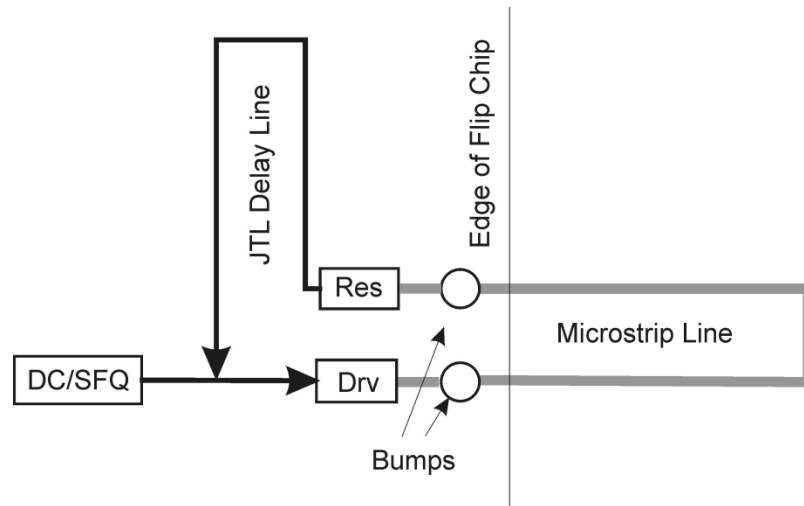 JTL Delay Line
Edge of Flip Chip
Res
Microstrip Line
DC/SFQ
Drv
Bumps